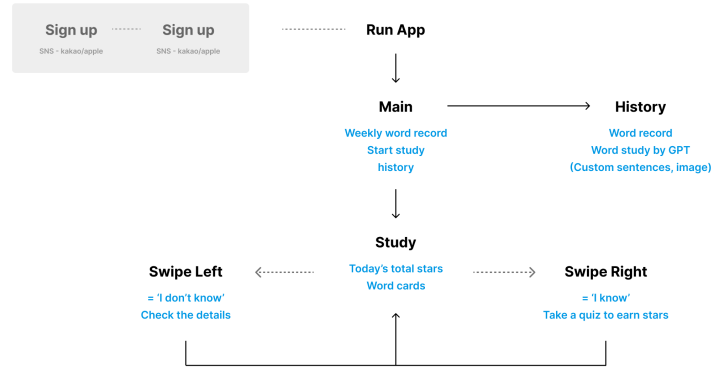 Sign up
SNS - kakao/apple
Sign up
SNS - kakao/apple
Run App
Main
Weekly word record
Start study
history
History
Word record
Word study by GPT
(Custom sentences, image)
Study
Today's total stars
Word cards
Swipe Left
= 'I don't know'
Check the details
Swipe Right
= 'I know'
Take a quiz to earn stars